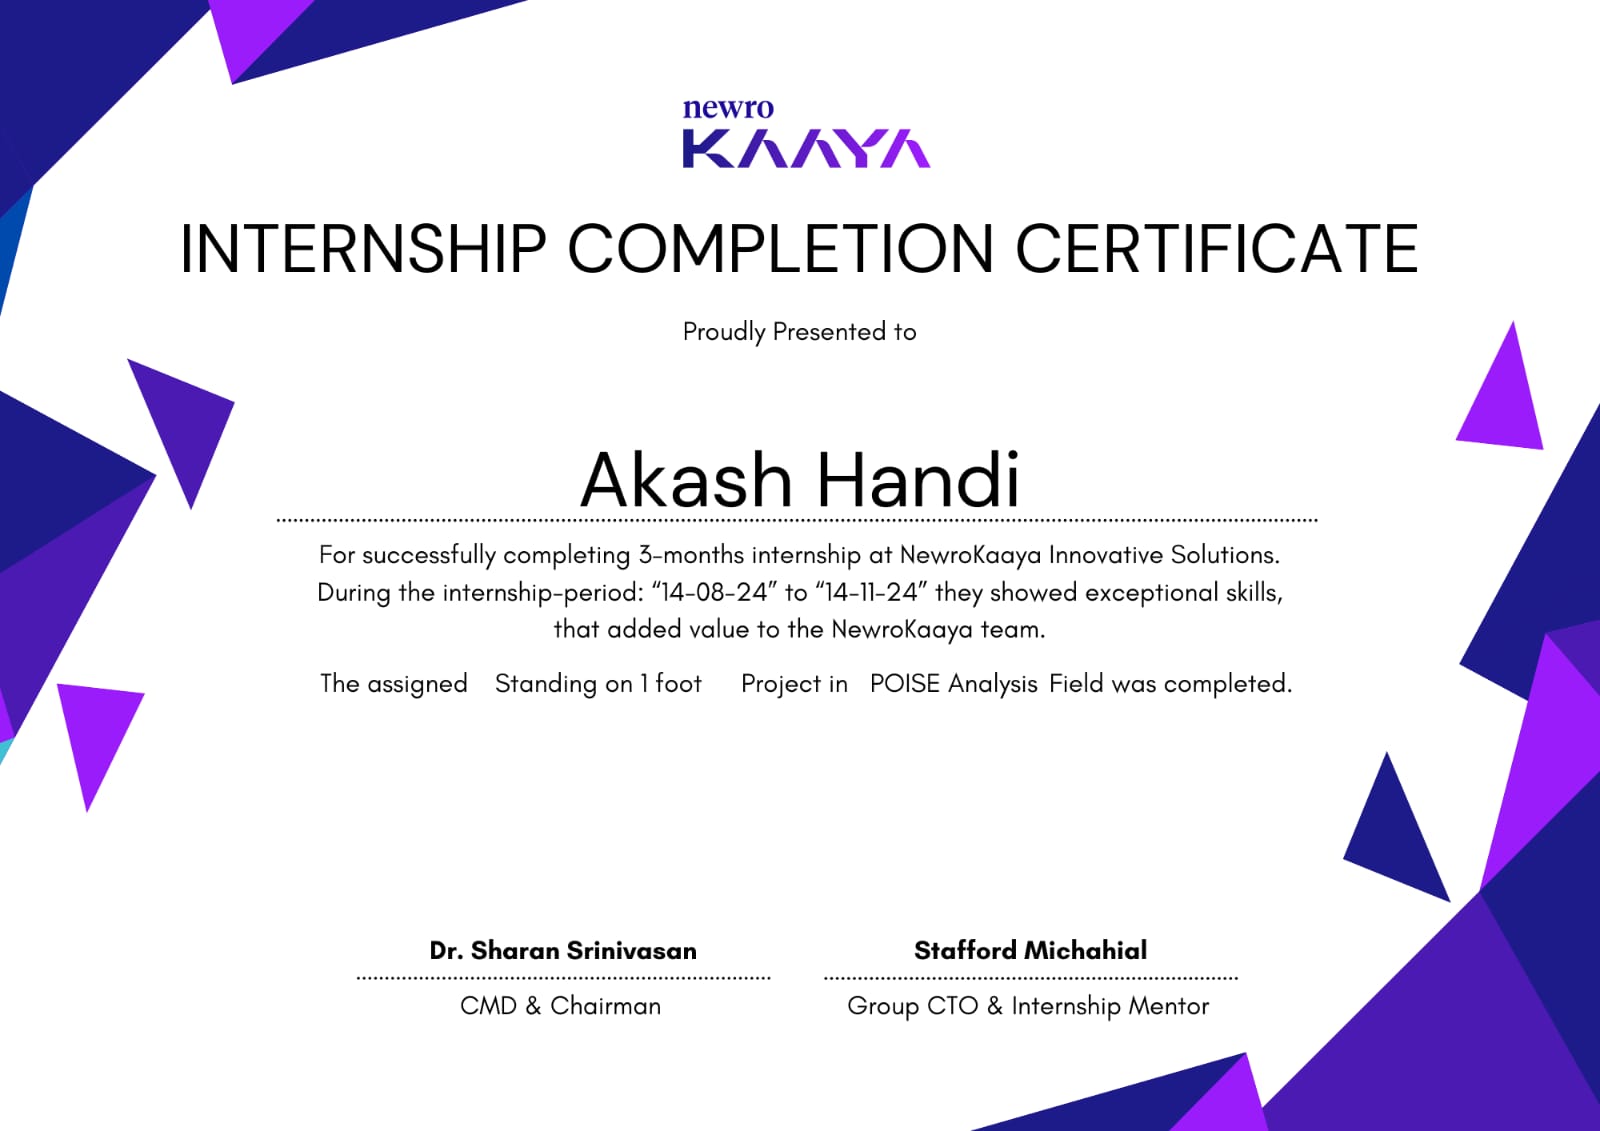 newro
KAAYA
INTERNSHIP COMPLETION CERTIFICATE
Proudly Presented to
Akash Handi
For successfully completing 3-months internship at NewroKaaya Innovative Solutions.
During the internship-period: “14-08-24” to “14-11-24” they showed exceptional skills,
that added value to the NewroKaaya team.
The assigned Standing on 1 foot Project in POISE Analysis Field was completed.
Dr. Sharan Srinivasan
CMD & Chairman
Stafford Michahial
Group CTO & Internship Mentor